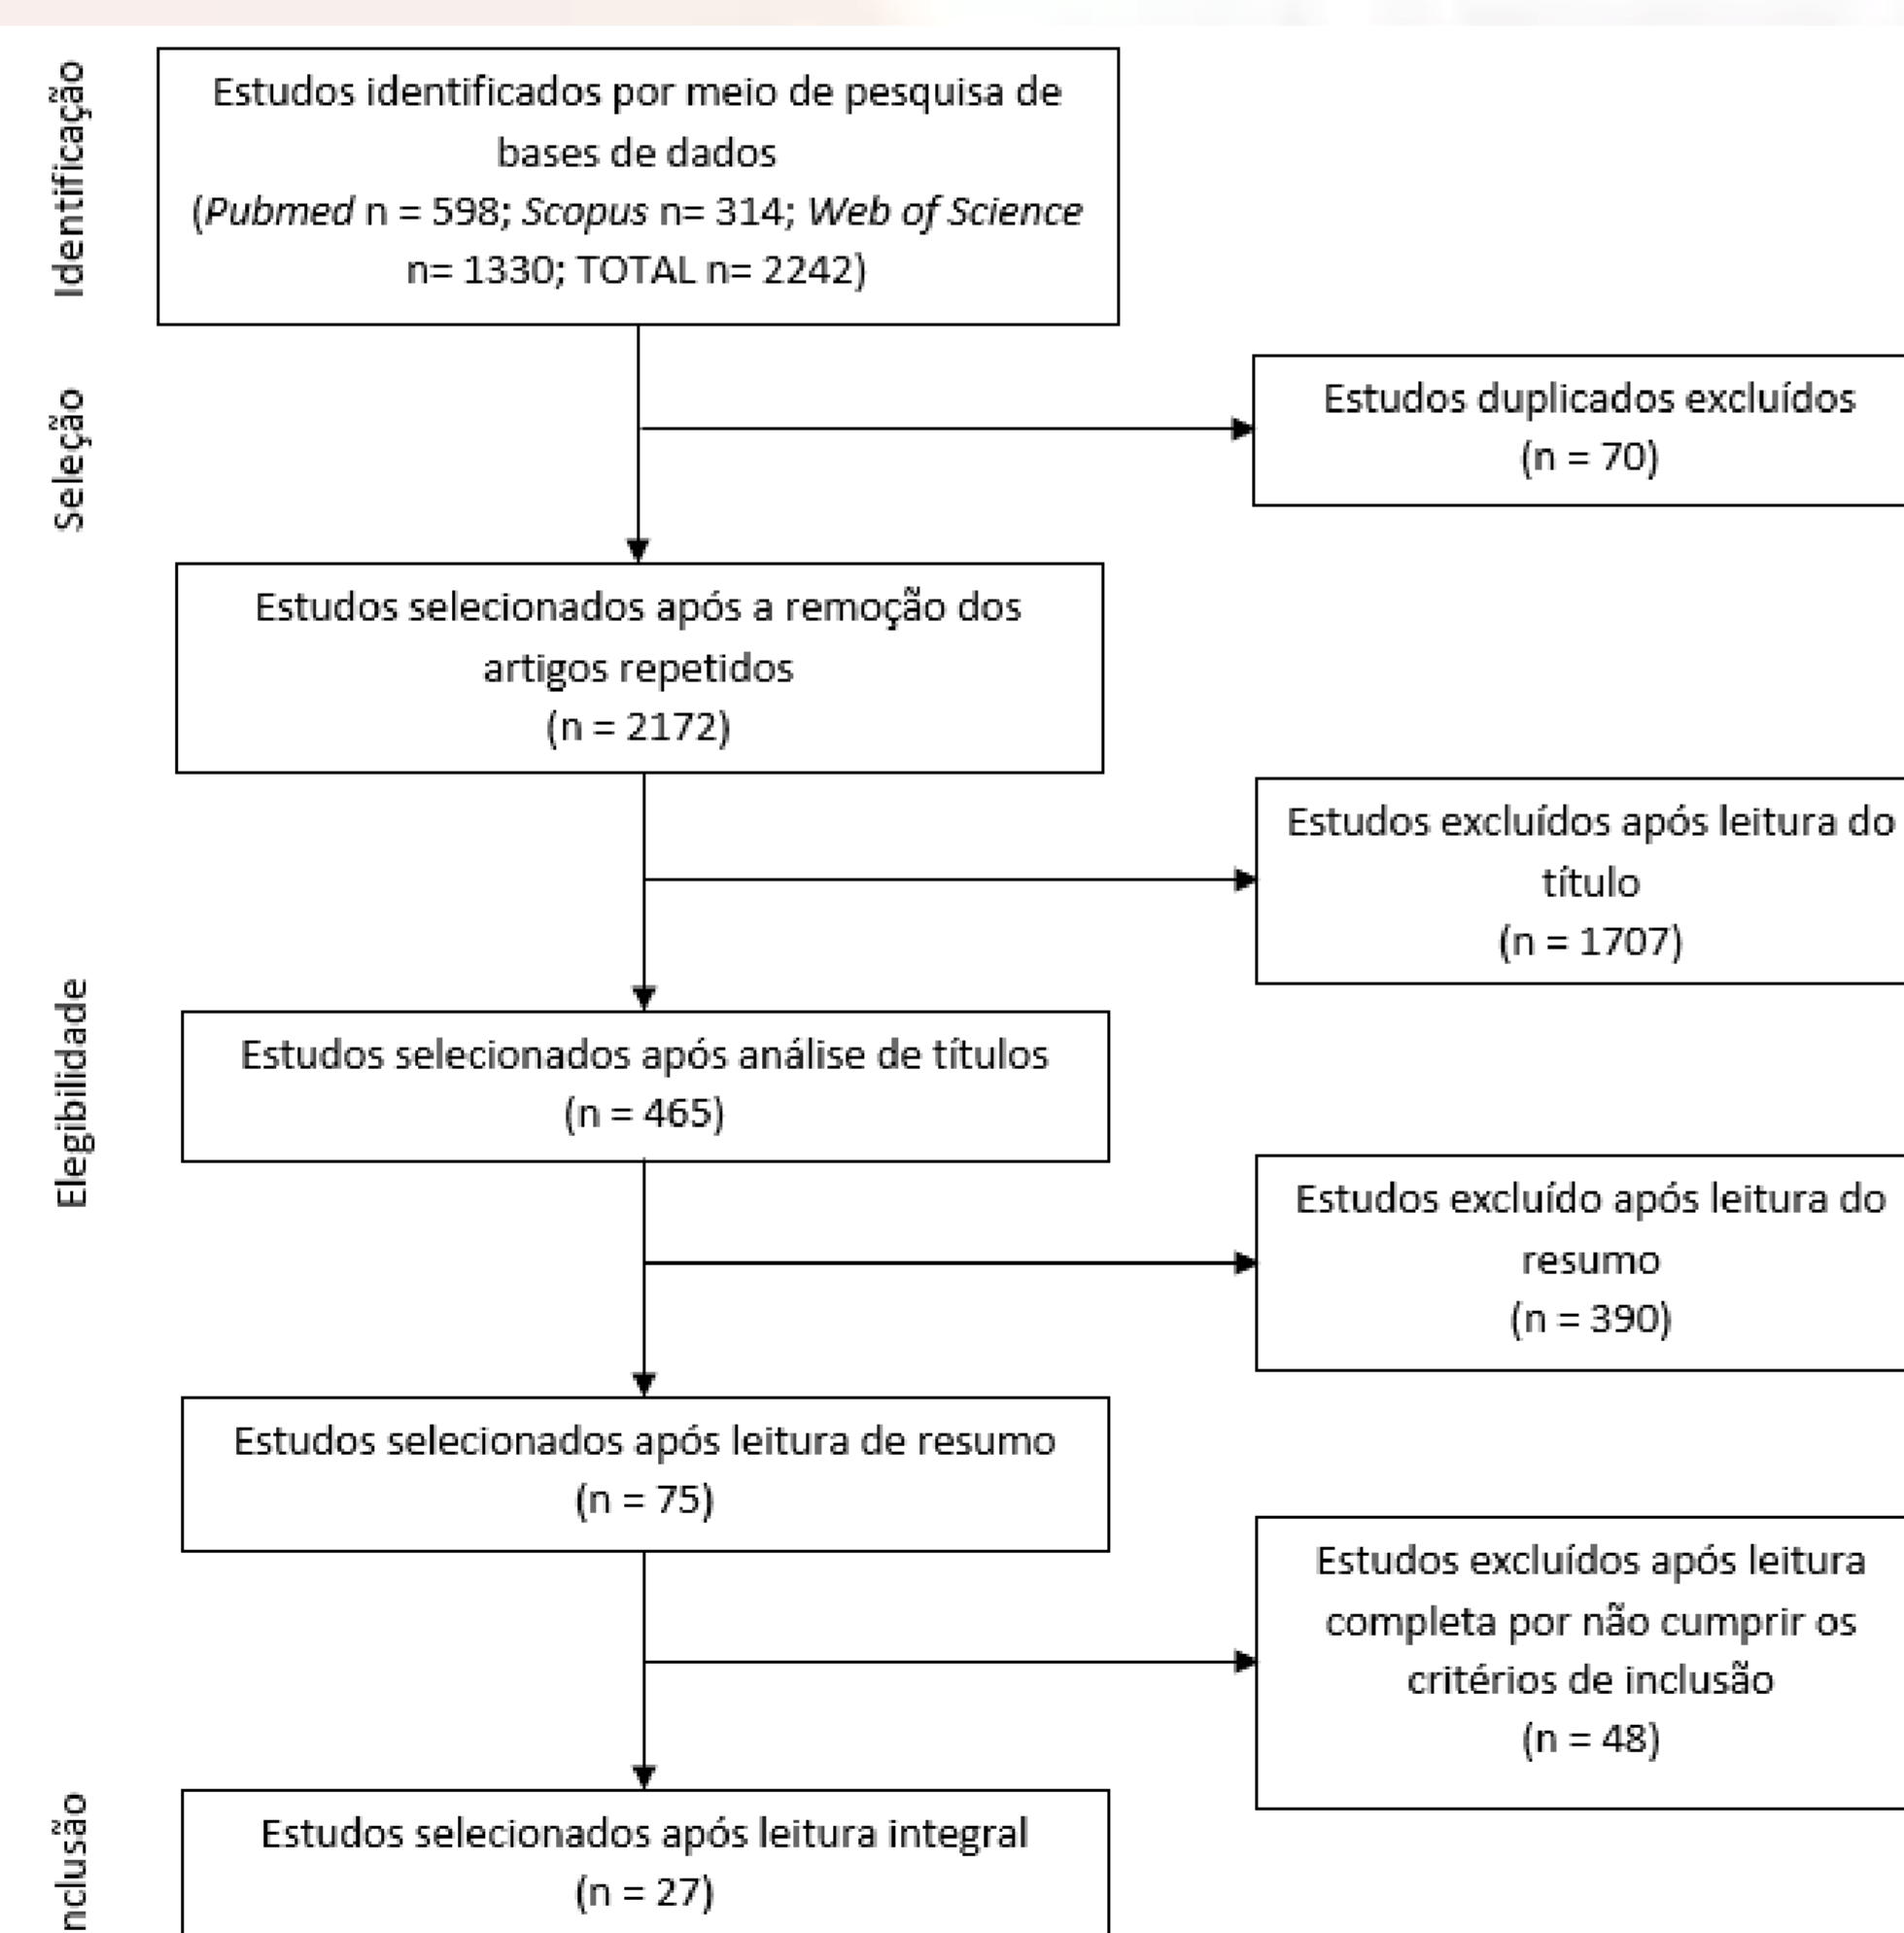 Identificação
Estudos identificados por meio de pesquisa de
bases de dados
(Pubmed n = 598; Scopus n= 314; Web of Science
n= 1330; TOTAL n= 2242)
Seleção
Estudos duplicados excluídos
(n = 70)
Estudos selecionados após a remoção dos
artigos repetidos
(n = 2172)
Estudos excluídos após leitura do
título
(n = 1707)
Elegibilidade
Estudos selecionados após análise de títulos
(n = 465)
Estudos excluído após leitura do
resumo
(n = 390)
Estudos selecionados após leitura de resumo
(n = 75)
Estudos excluídos após leitura
completa por não cumprir os
critérios de inclusão
(n = 48)
nclusão
Estudos selecionados após leitura integral
(n = 27)